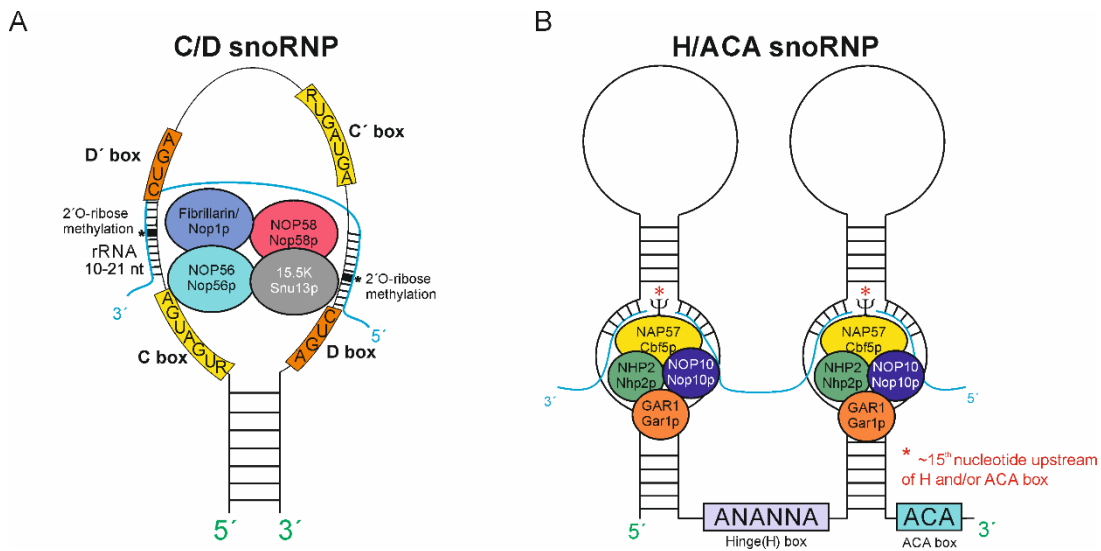 A
C/D snoRNP
RUGAUGA
C´ box
AGUC
D´ box
2´O-ribose
methylation
*
rRNA
10-21 nt
3´
Fibrillarin/
Nop1p
NOP58
Nop58p
NOP56
Nop56p
15.5K
Snu13p
* 2´O-ribose
methylation
5´
AGUAGUR
C box
CUGA
D box
5´ 3´
B
H/ACA snoRNP
*
Ψ
NAP57
Cbf5p
NHP2
Nhp2p
NOP10
Nop10p
GAR1
Gar1p
3´
*
Ψ
NAP57
Cbf5p
NHP2
Nhp2p
NOP10
Nop10p
GAR1
Gar1p
5´
* ~15th nucleotide upstream
of H and/or ACA box
5´
ANANNA
Hinge(H) box
ACA
ACA box
3´